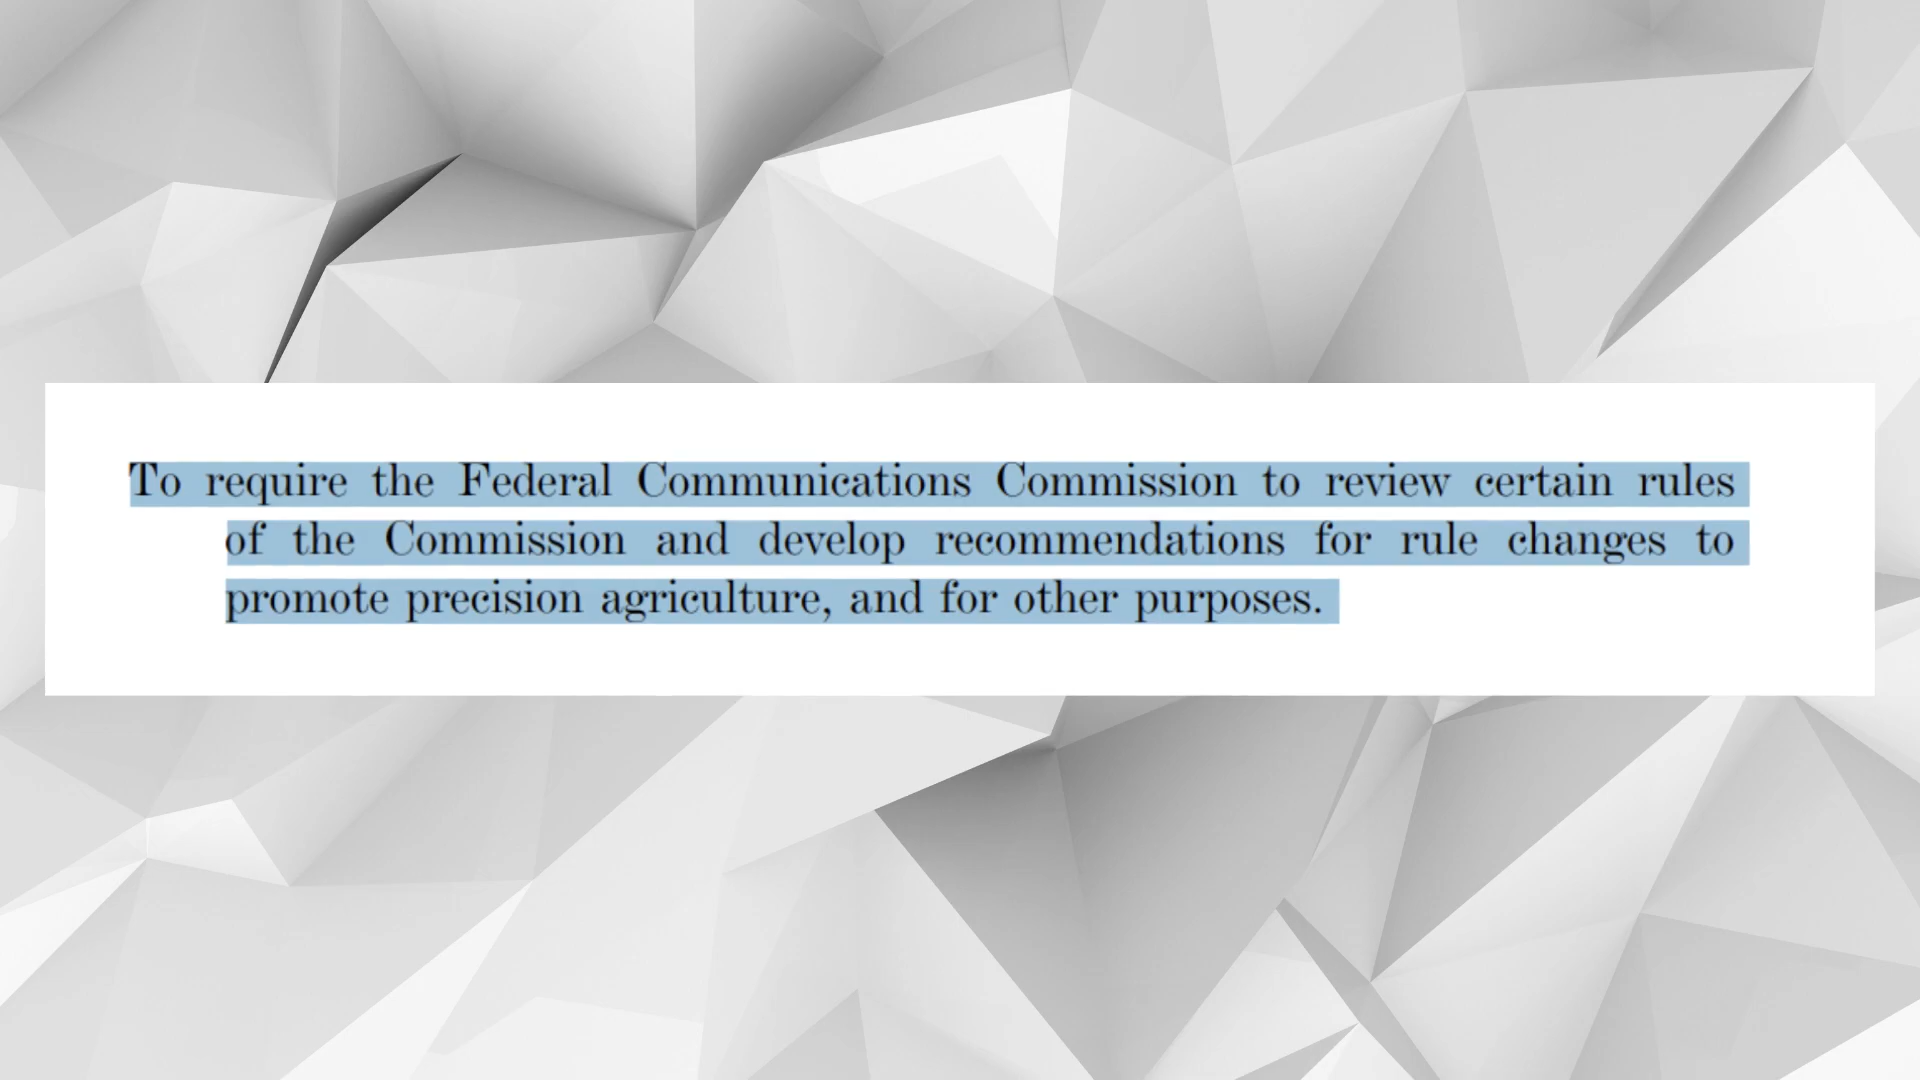 To require the Federal Communications Commission to review certain rules
of the Commission and develop recommendations for rule changes to
promote precision agriculture, and for other purposes.